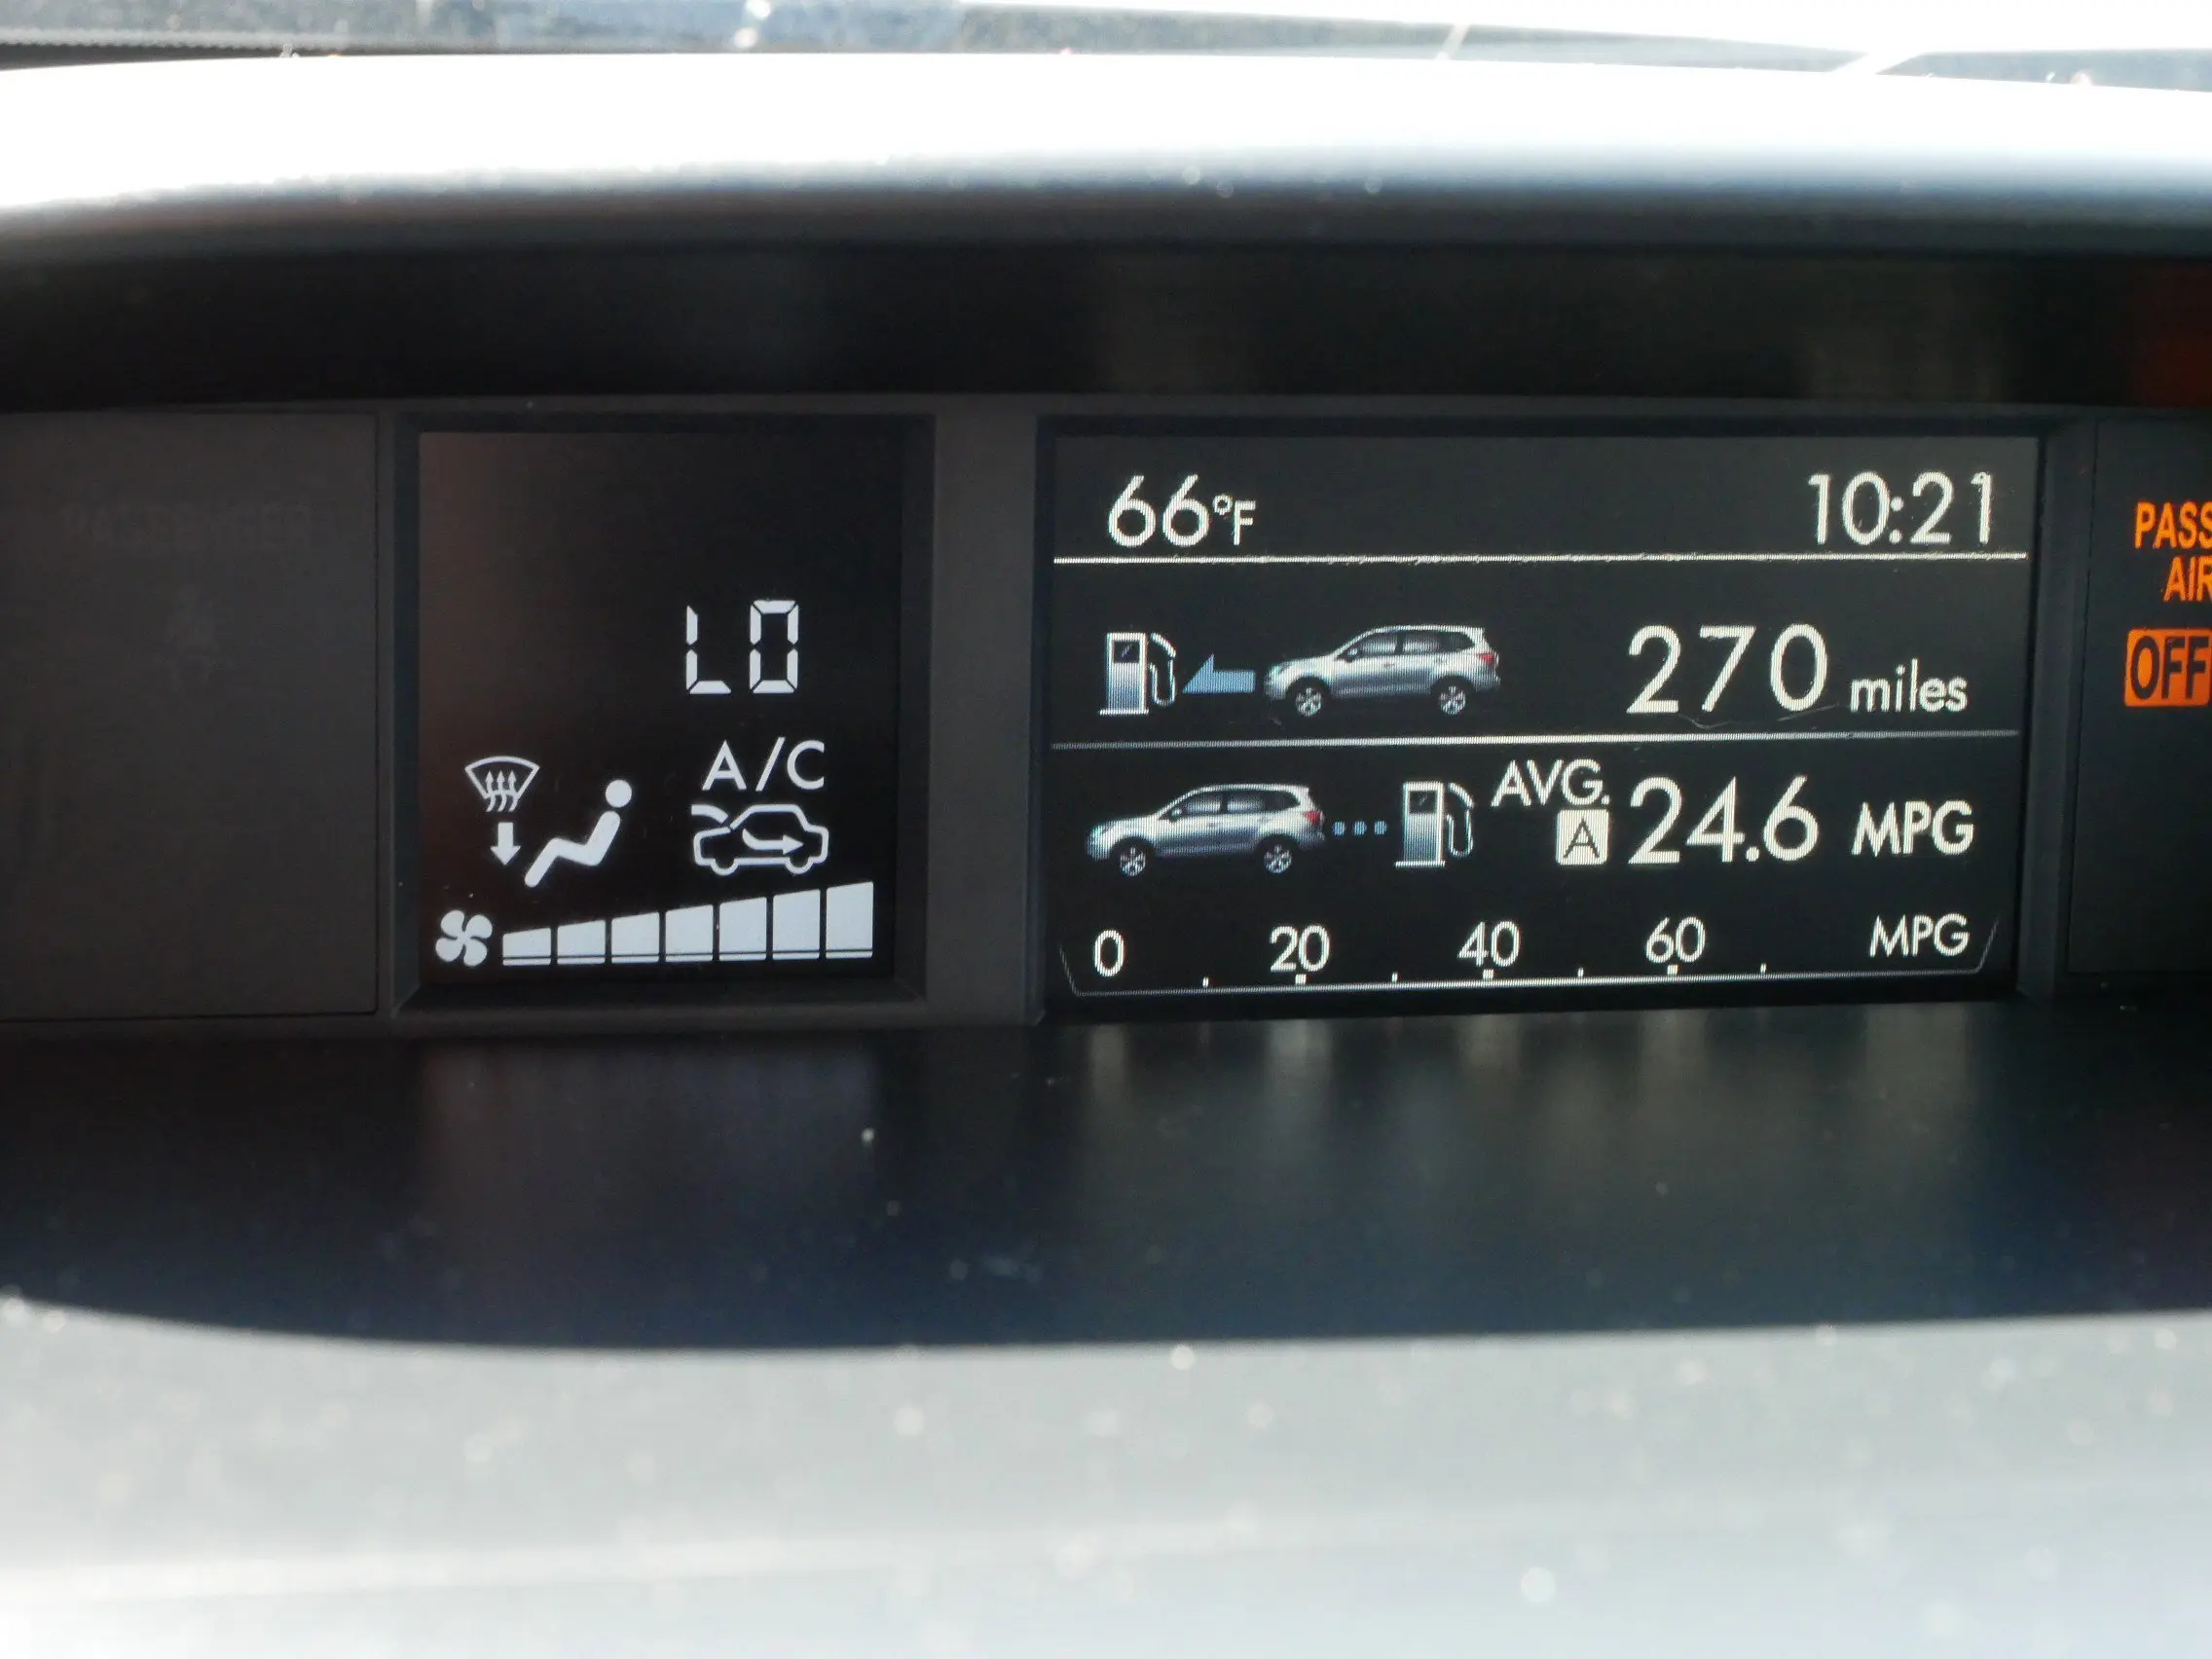 66°F 10:21
LO
270 miles
A/C
AVG.
A 24.6 MPG
0 20 40 60 MPG
PASS
AIR
OFF